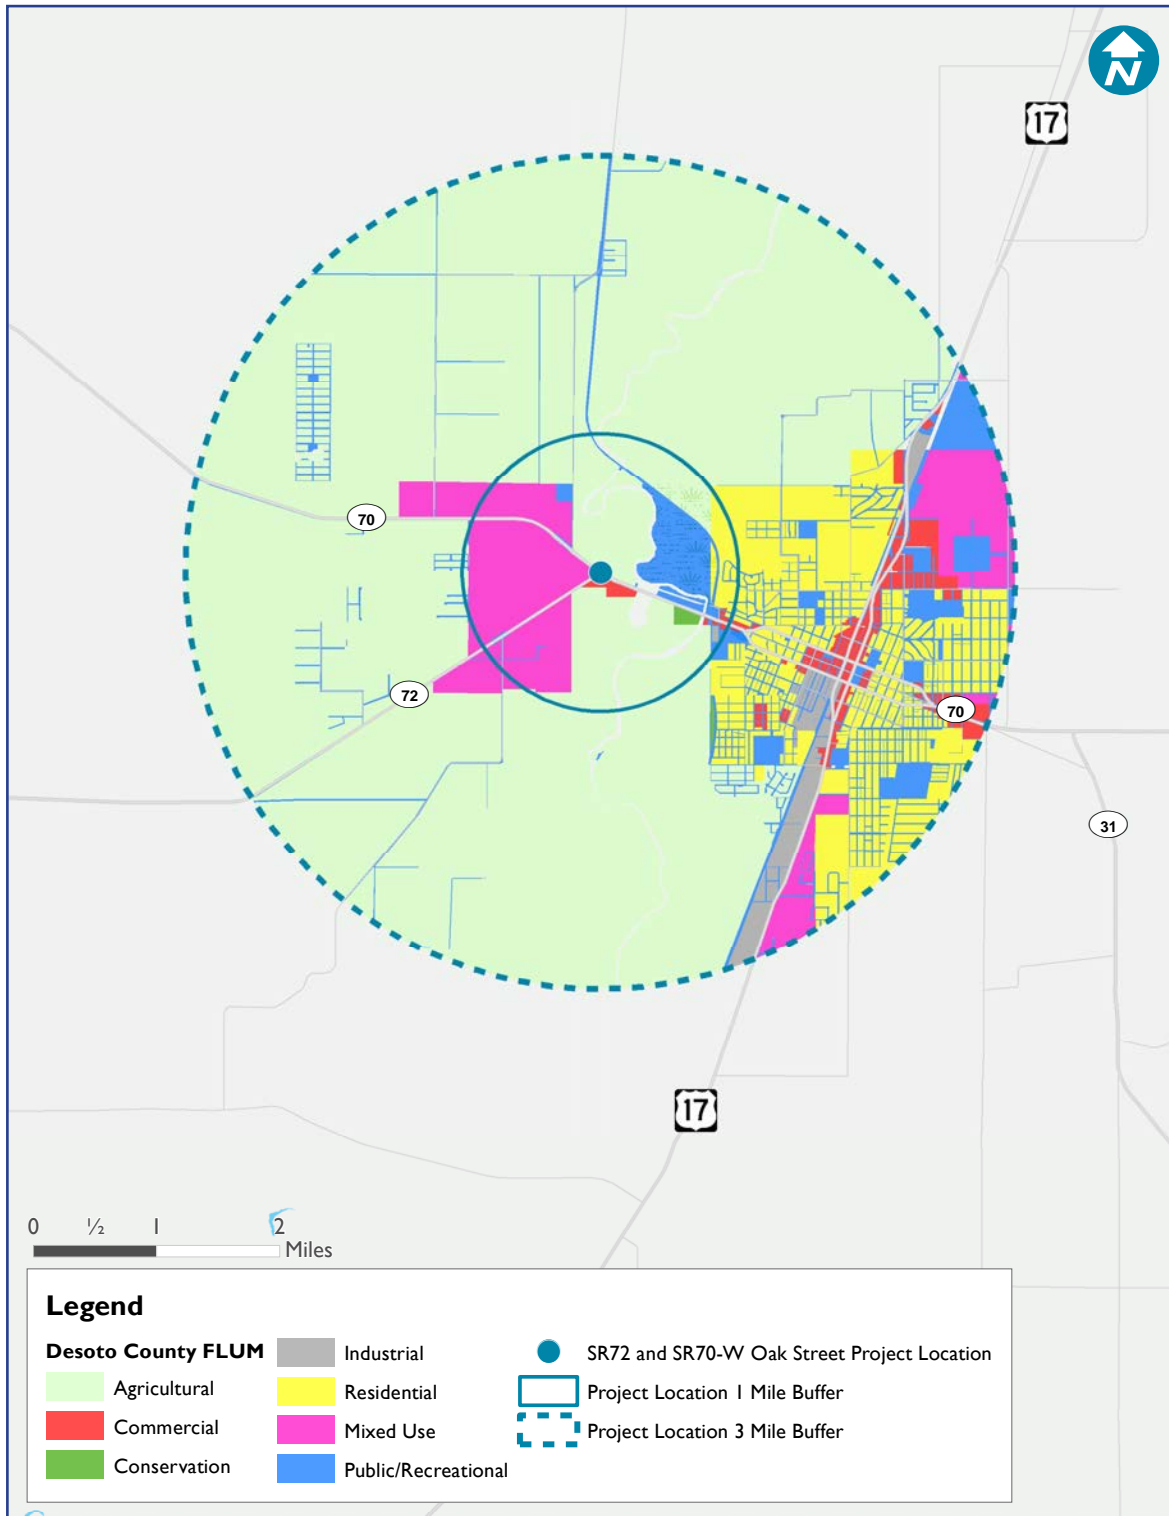 N
17
70
72
70
31
17
0 ½ 1 2
Miles
Legend
Desoto County FLUM
Agricultural
Commercial
Conservation
Industrial
Residential
Mixed Use
Public/Recreational
SR72 and SR70-W Oak Street Project Location
Project Location 1 Mile Buffer
Project Location 3 Mile Buffer